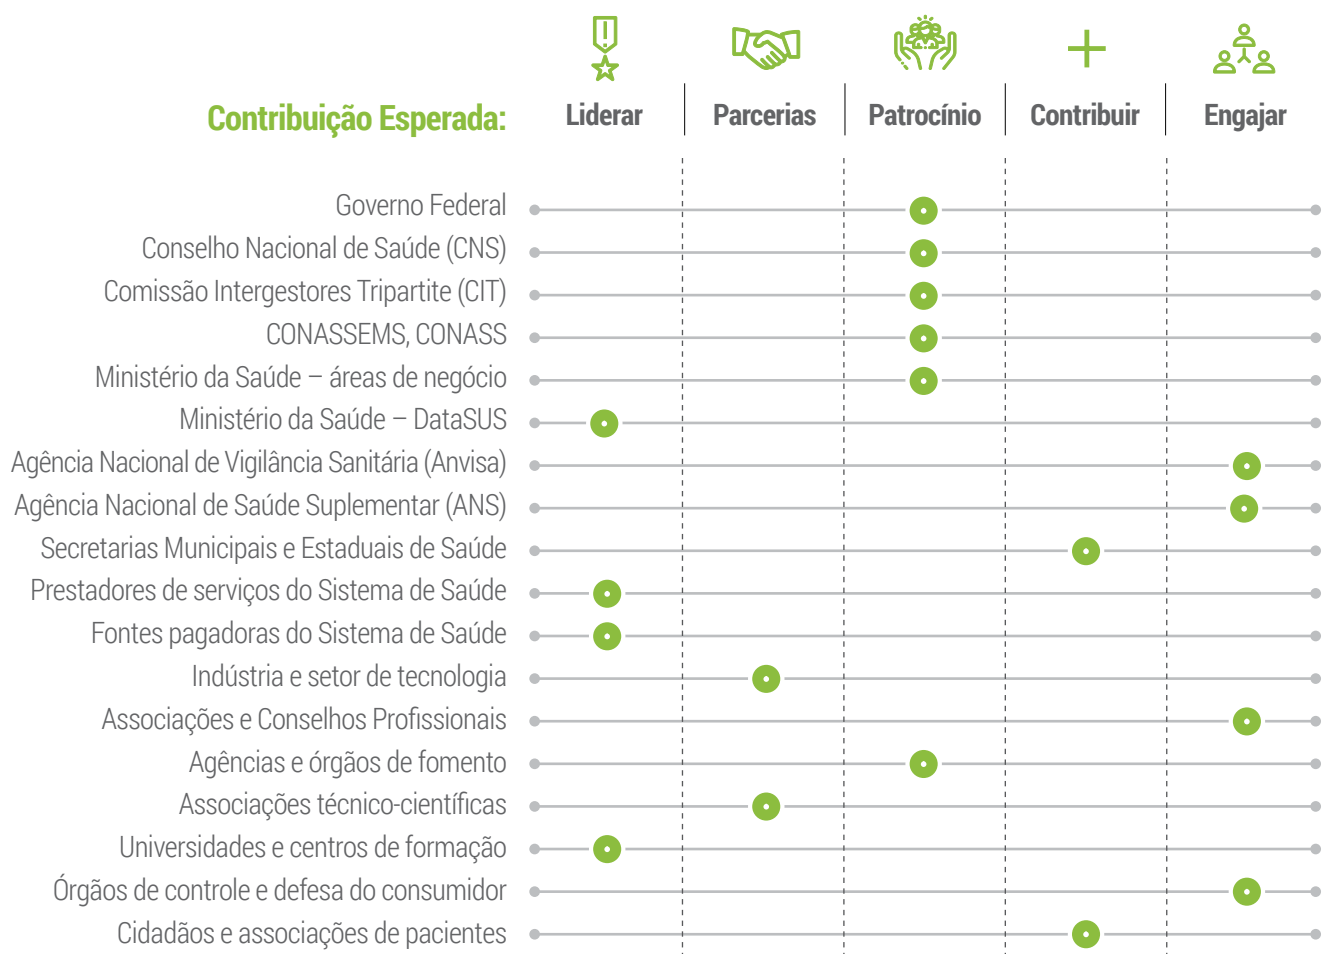 Contribuição Esperada:
Liderar
Parcerias
Patrocínio
Contribuir
Engajar
Governo Federal
Conselho Nacional de Saúde (CNS)
Comissão Intergestores Tripartite (CIT)
CONASSEMS, CONASS
Ministério da Saúde – áreas de negócio
Ministério da Saúde – DataSUS
Agência Nacional de Vigilância Sanitária (Anvisa)
Agência Nacional de Saúde Suplementar (ANS)
Secretarias Municipais e Estaduais de Saúde
Prestadores de serviços do Sistema de Saúde
Fontes pagadoras do Sistema de Saúde
Indústria e setor de tecnologia
Associações e Conselhos Profissionais
Agências e órgãos de fomento
Associações técnico-científicas
Universidades e centros de formação
Órgãos de controle e defesa do consumidor
Cidadãos e associações de pacientes